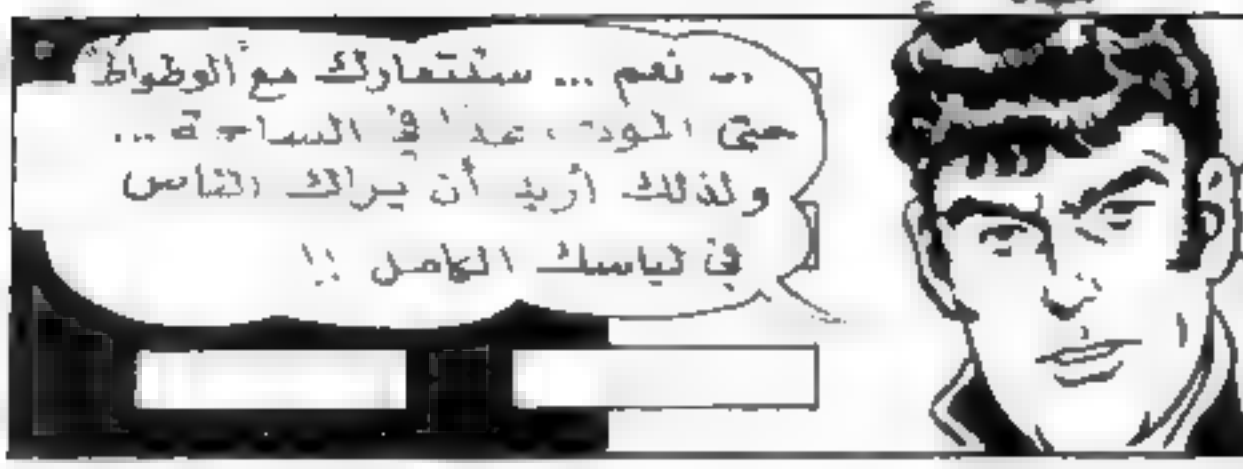 ... نعم ... ستتعارك مع "الوطواط"
حتى الموت ، غدا في الساحة ...
ولذلك أريد أن يراك الناس
في لباسك الكامل !!